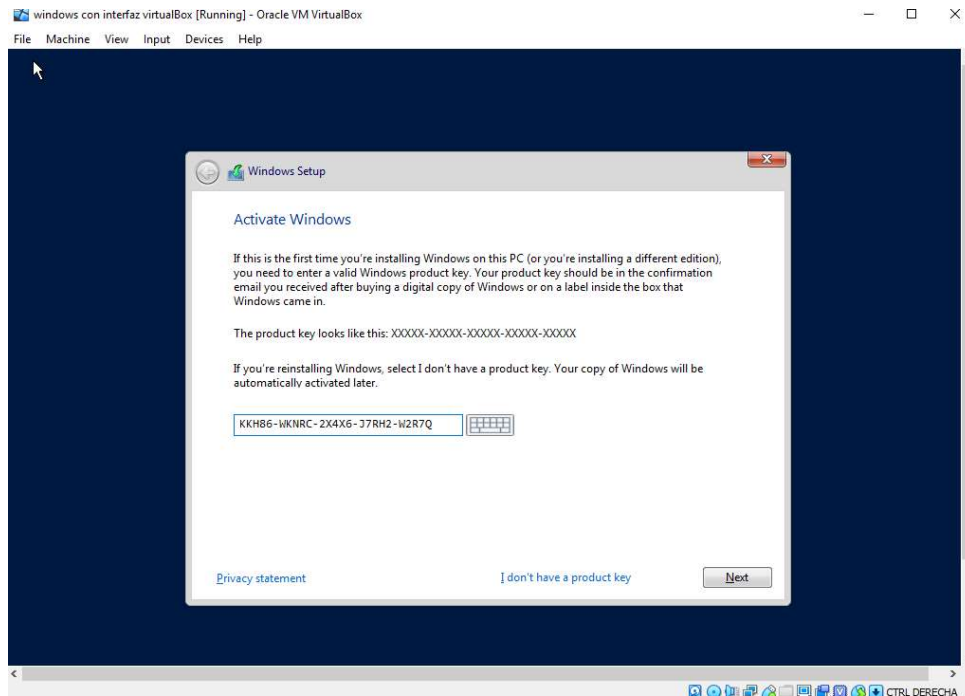 windows con interfaz virtualBox [Running] - Oracle VM VirtualBox
File Machine View Input Devices Help
Windows Setup
Activate Windows
If this is the first time you're installing Windows on this PC (or you're installing a different edition),
you need to enter a valid Windows product key. Your product key should be in the confirmation
email you received after buying a digital copy of Windows or on a label inside the box that
Windows came in.
The product key looks like this: XXXXX-XXXXX-XXXXX-XXXXX-XXXXX
If you're reinstalling Windows, select I don't have a product key. Your copy of Windows will be
automatically activated later.
KKH86-WKNRC-2X4X6-J7RH2-W2R7Q
Privacy statement I don't have a product key Next
CTRL DERECHA